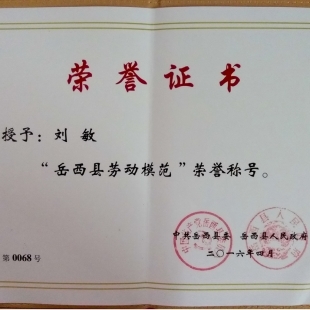 荣誉证书
授予：刘敏
“岳西县劳动模范”荣誉称号。
中共岳西县委 岳西县人民政府
二〇一六年四月
第0068号